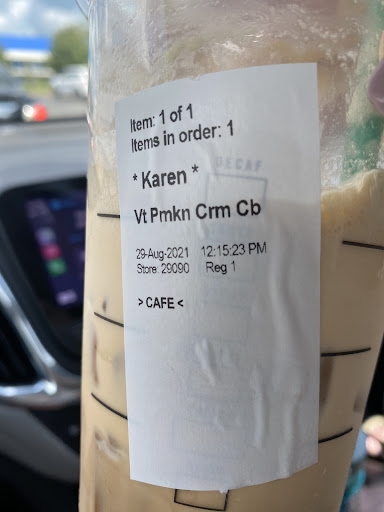 Item: 1 of 1
Items in order: 1
DECAF
* Karen *
Vt Pmkn Crm Cb
29-Aug-2021 12:15:23 PM
Store: 29090 Reg 1
> CAFE <